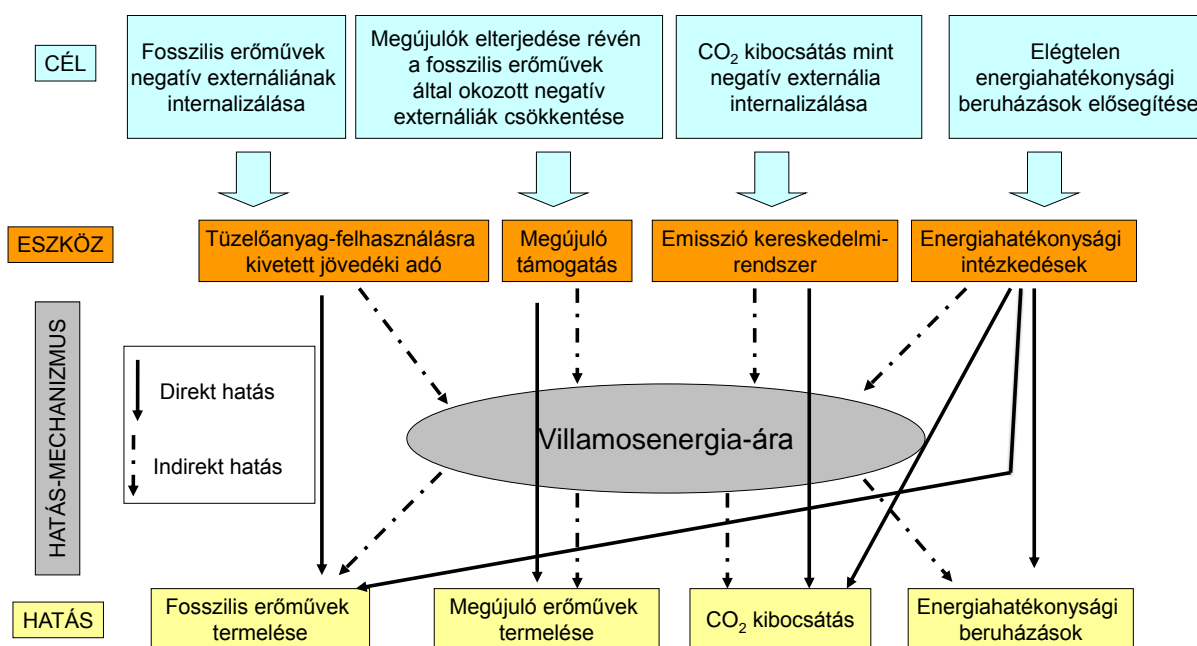 CÉL
Fosszilis erőművek
negatív externáliának
internalizálása
Megújulók elterjedése révén
a fosszilis erőművek
által okozott negatív
externáliák csökkentése
CO₂ kibocsátás mint
negatív externália
internalizálása
Elégtelen
energiahatékonysági
beruházások elősegítése
ESZKÖZ
Tüzelőanyag-felhasználásra
kivetett jövedéki adó
Megújuló
támogatás
Emisszió kereskedelmi-
rendszer
Energiahatékonysági
intézkedések
HATÁS-MECHANIZMUS
Direkt hatás
Indirekt hatás
Villamosenergia-ára
HATÁS
Fosszilis erőművek
termelése
Megújuló erőművek
termelése
CO₂ kibocsátás
Energiahatékonysági
beruházások